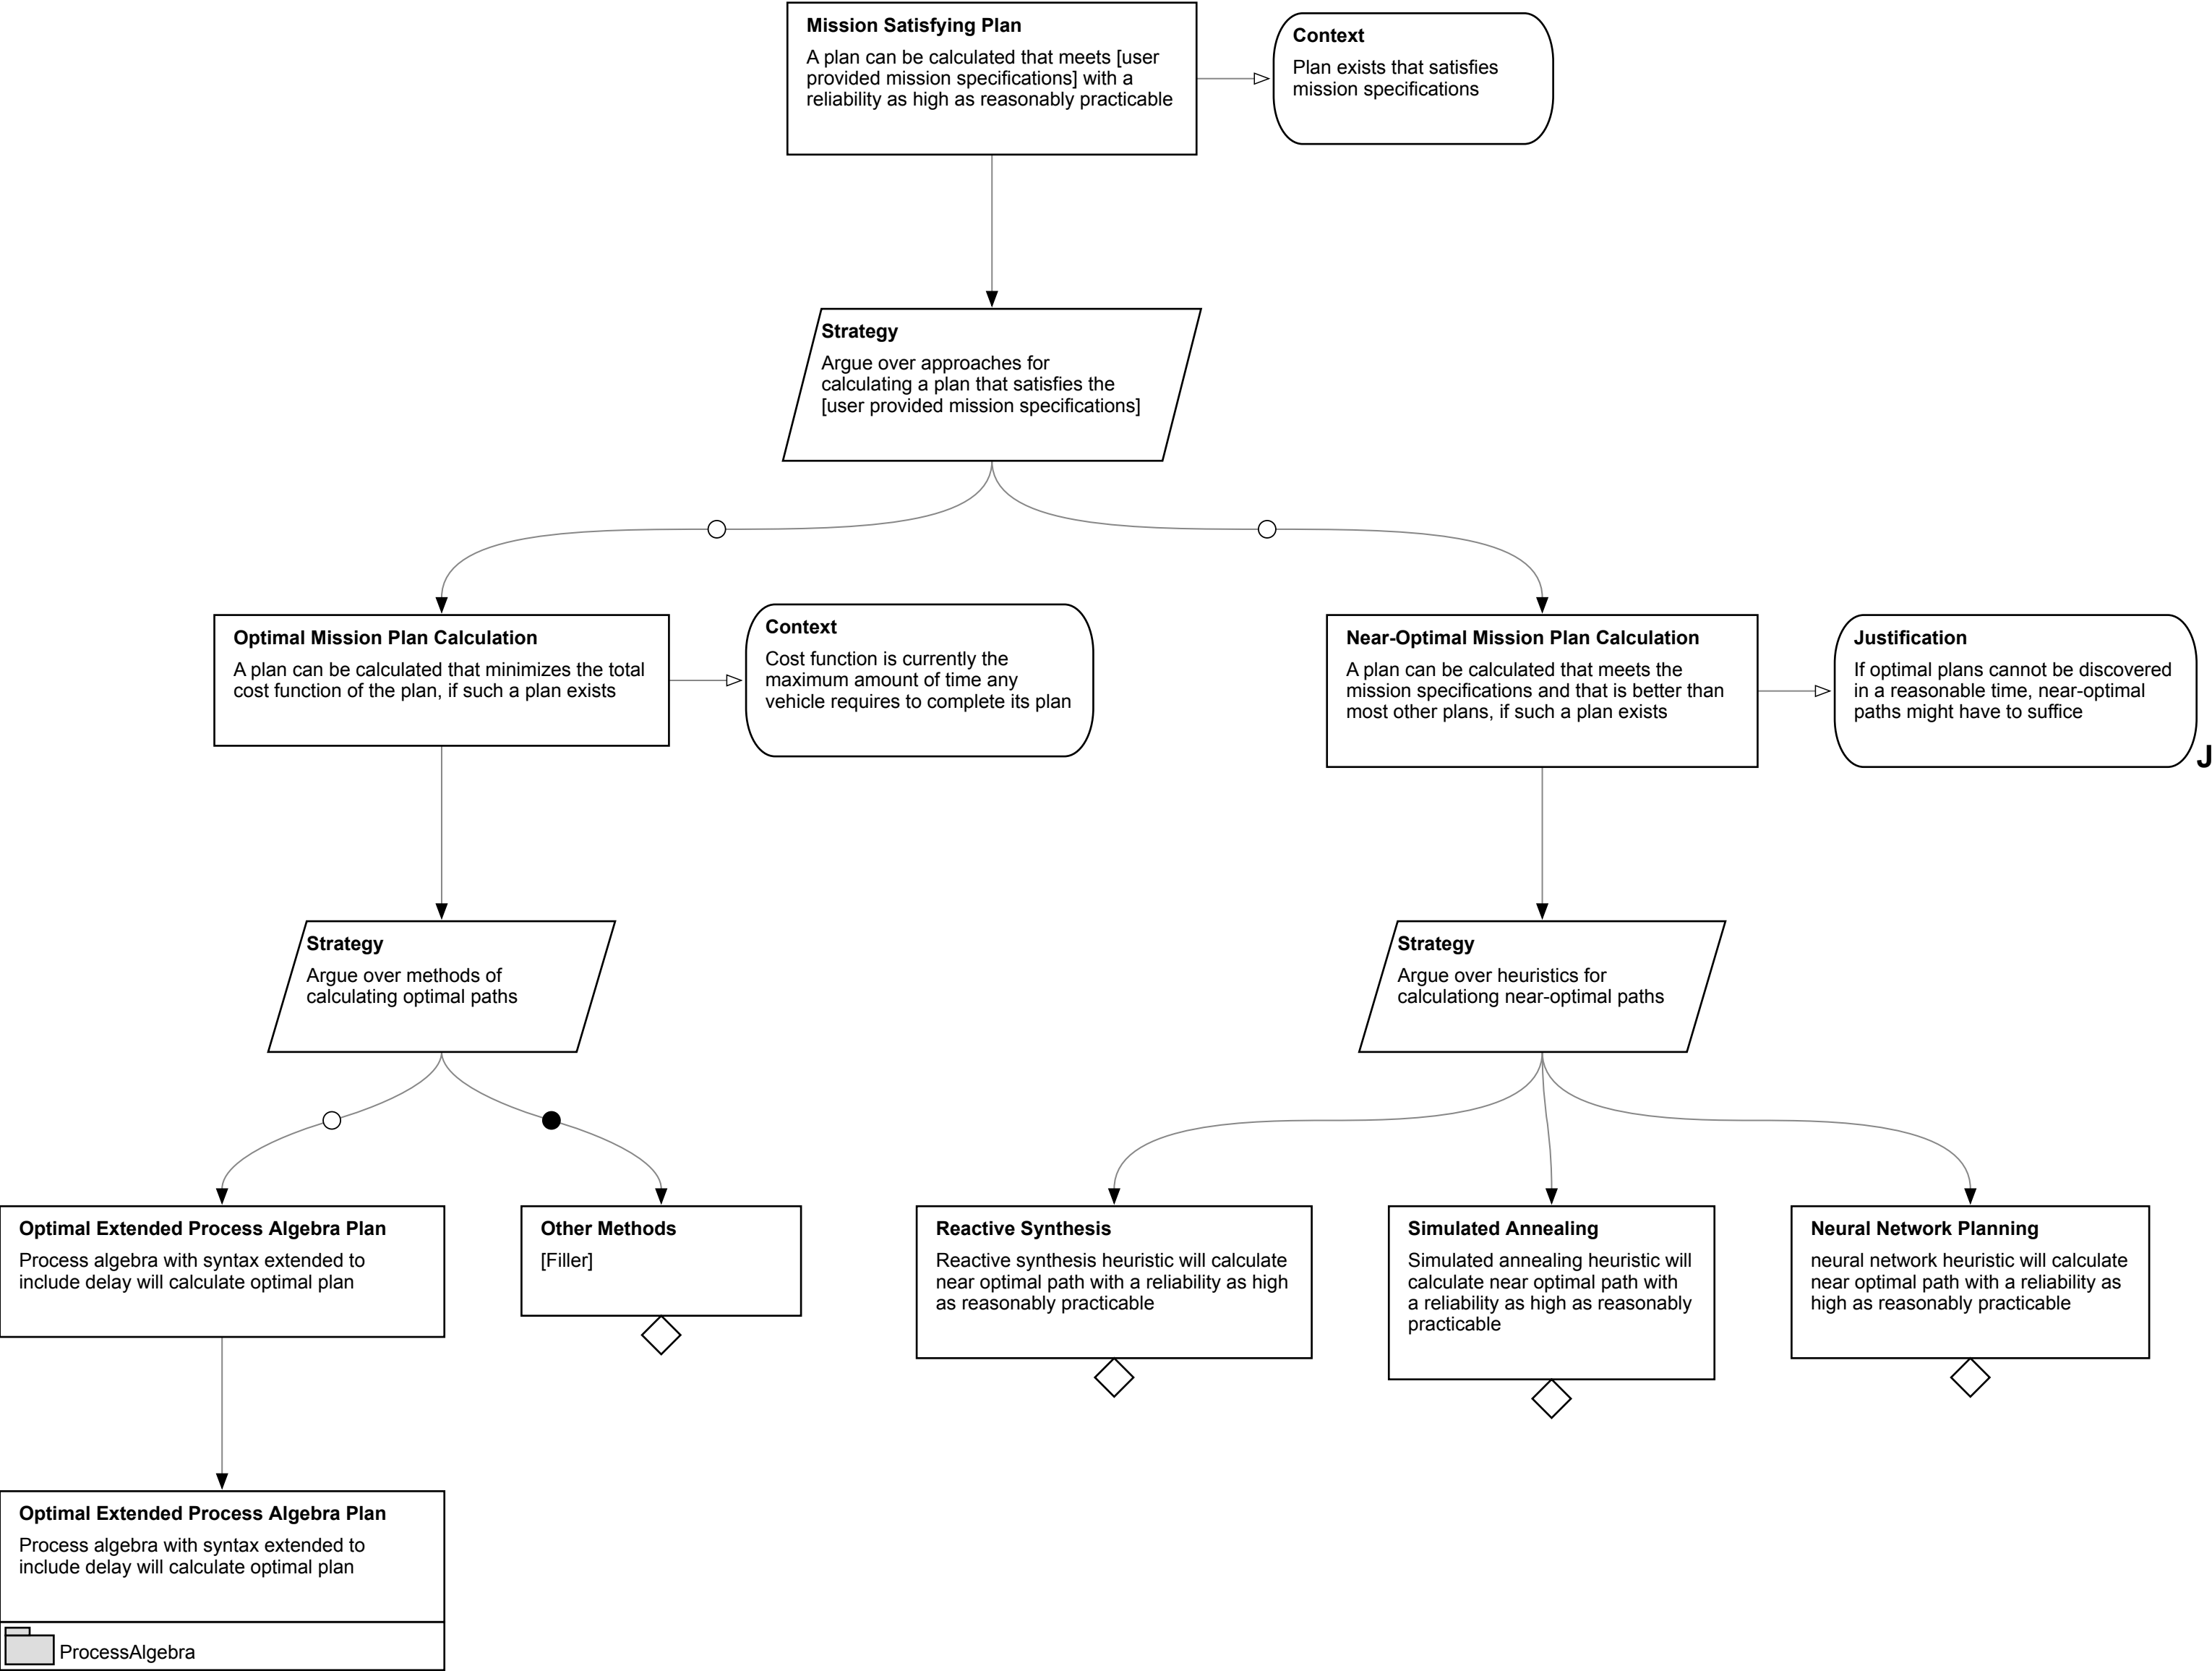 Mission Satisfying Plan
A plan can be calculated that meets [user
provided mission specifications] with a
reliability as high as reasonably practicable
Context
Plan exists that satisfies
mission specifications
Strategy
Argue over approaches for
calculating a plan that satisfies the
[user provided mission specifications]
Optimal Mission Plan Calculation
A plan can be calculated that minimizes the total
cost function of the plan, if such a plan exists
Context
Cost function is currently the
maximum amount of time any
vehicle requires to complete its plan
Near-Optimal Mission Plan Calculation
A plan can be calculated that meets the
mission specifications and that is better than
most other plans, if such a plan exists
Justification
If optimal plans cannot be discovered
in a reasonable time, near-optimal
paths might have to suffice
J
Strategy
Argue over methods of
calculating optimal paths
Strategy
Argue over heuristics for
calculationg near-optimal paths
Optimal Extended Process Algebra Plan
Process algebra with syntax extended to
include delay will calculate optimal plan
Other Methods
[Filler]
Reactive Synthesis
Reactive synthesis heuristic will calculate
near optimal path with a reliability as high
as reasonably practicable
Simulated Annealing
Simulated annealing heuristic will
calculate near optimal path with
a reliability as high as reasonably
practicable
Neural Network Planning
neural network heuristic will calculate
near optimal path with a reliability as
high as reasonably practicable
Optimal Extended Process Algebra Plan
Process algebra with syntax extended to
include delay will calculate optimal plan
ProcessAlgebra